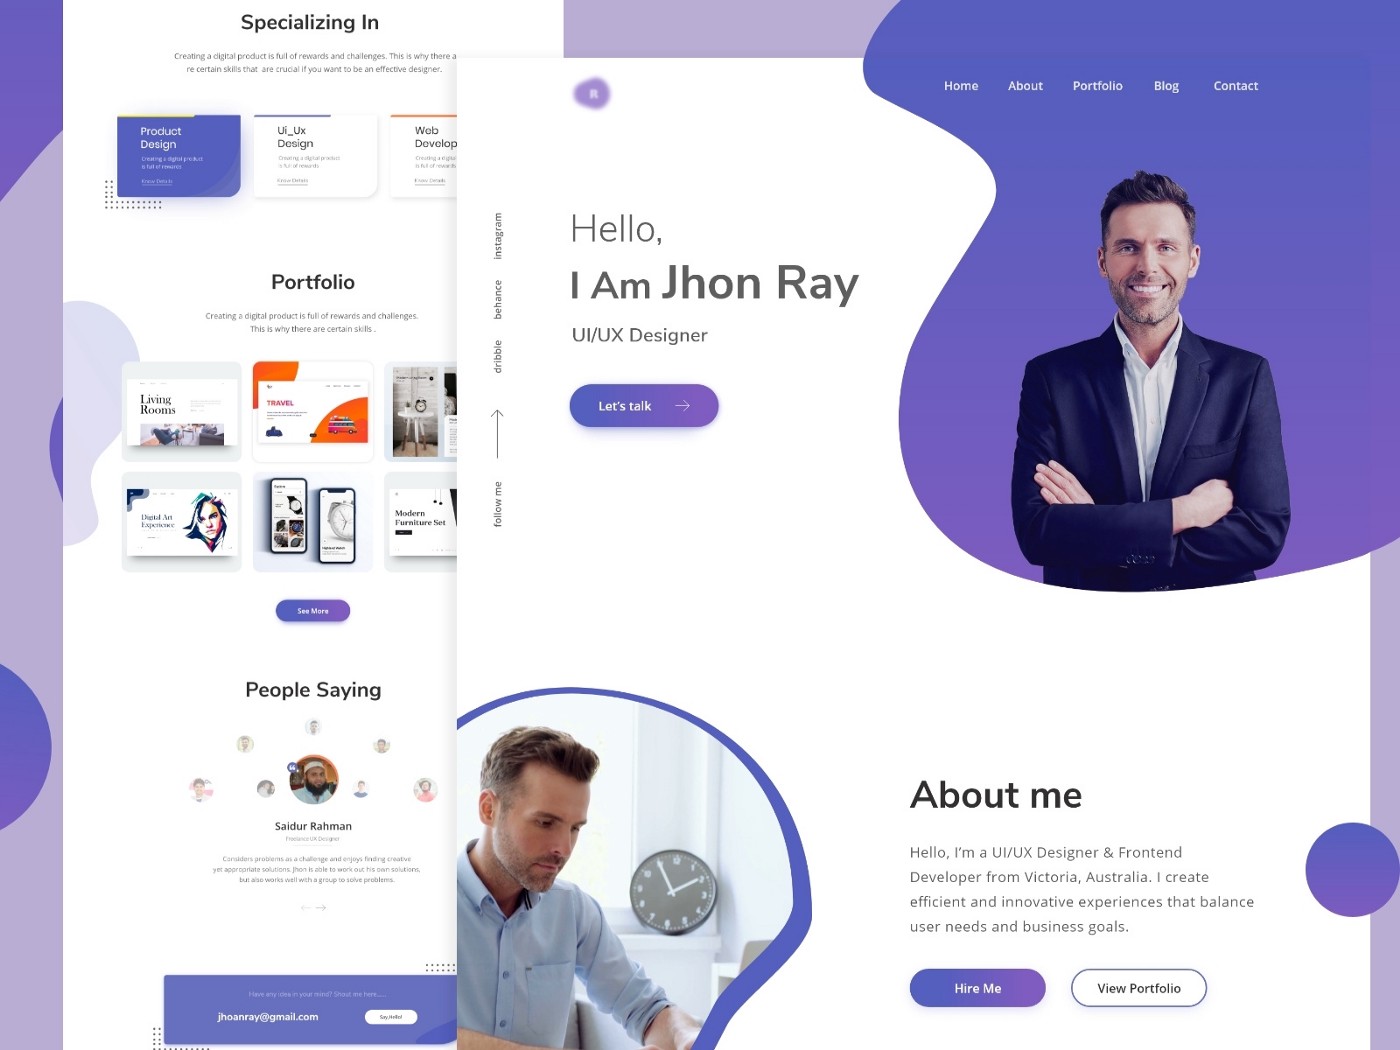 Specializing In
Creating a digital product is full of rewards and challenges. This is why there a
re certain skills that are crucial if you want to be an effective designer.
Product
Design
Creating a digital product
is full of rewards
Know Details
Ui_Ux
Design
Creating a digital product
is full of rewards
Know Details
Web
Develop
Creating a digital
is full of rewards
Know Details
Portfolio
Creating a digital product is full of rewards and challenges.
This is why there are certain skills .
Living
Rooms
TRAVEL
Digital Art
Experience
Modern
Furniture Set
See More
People Saying
Saidur Rahman
Freelance UX Designer
Considers problems as a challenge and enjoys finding creative
yet appropriate solutions. Jhon is able to work out his own solutions,
but also works well with a group to solve problems.
Have any idea in your mind? Shout me here.....
jhoanray@gmail.com
Say,Hello!
R
Home
About
Portfolio
Blog
Contact
instagram
behance
dribble
follow me
Hello,
I Am Jhon Ray
UI/UX Designer
Let's talk
About me
Hello, I'm a UI/UX Designer & Frontend
Developer from Victoria, Australia. I create
efficient and innovative experiences that balance
user needs and business goals.
Hire Me
View Portfolio